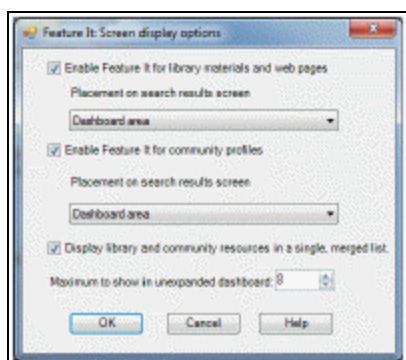 Feature It: Screen display options
Enable Feature It for library materials and web pages
Placement on search results screen
Dashboard area
Enable Feature It for community profiles
Placement on search results screen
Dashboard area
Display library and community resources in a single, merged list.
Maximum to show in unexpanded dashboard: 8
OK Cancel Help